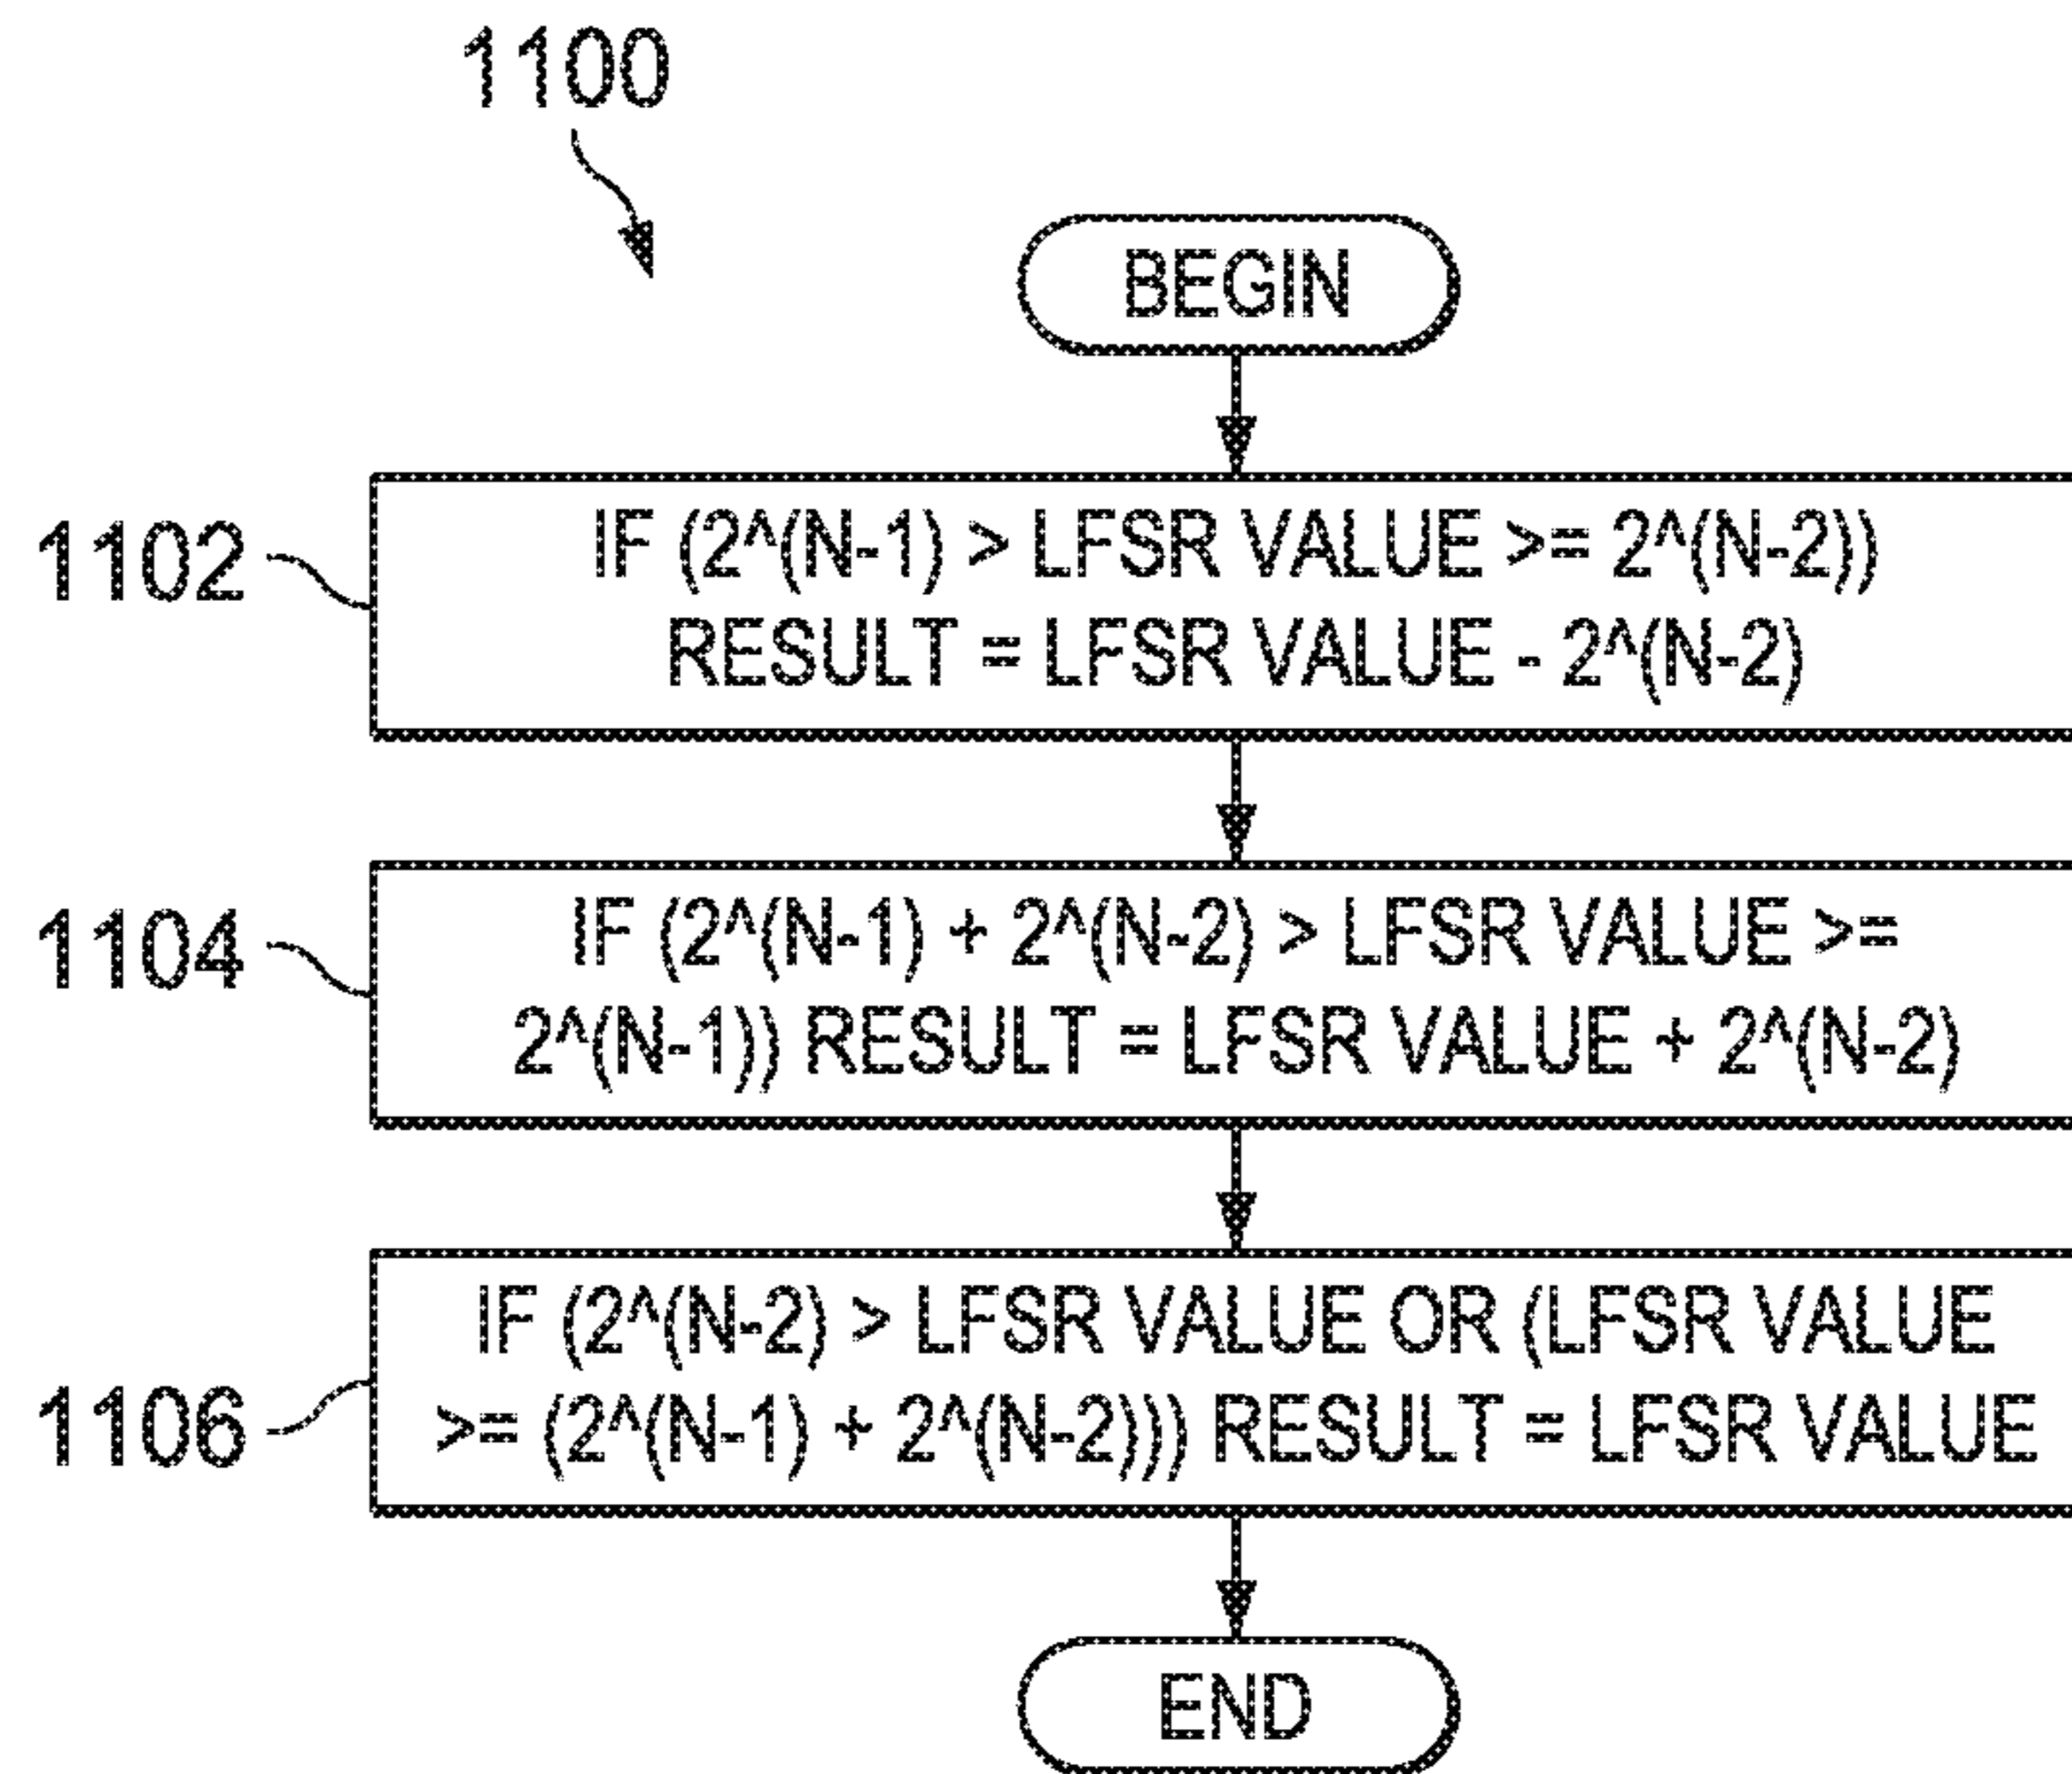 1100
BEGIN
1102
IF (2^(N-1) > LFSR VALUE >= 2^(N-2))
RESULT = LFSR VALUE - 2^(N-2)
1104
IF (2^(N-1) + 2^(N-2) > LFSR VALUE >=
2^(N-1)) RESULT = LFSR VALUE + 2^(N-2)
1106
IF (2^(N-2) > LFSR VALUE OR (LFSR VALUE
>= (2^(N-1) + 2^(N-2))) RESULT = LFSR VALUE
END